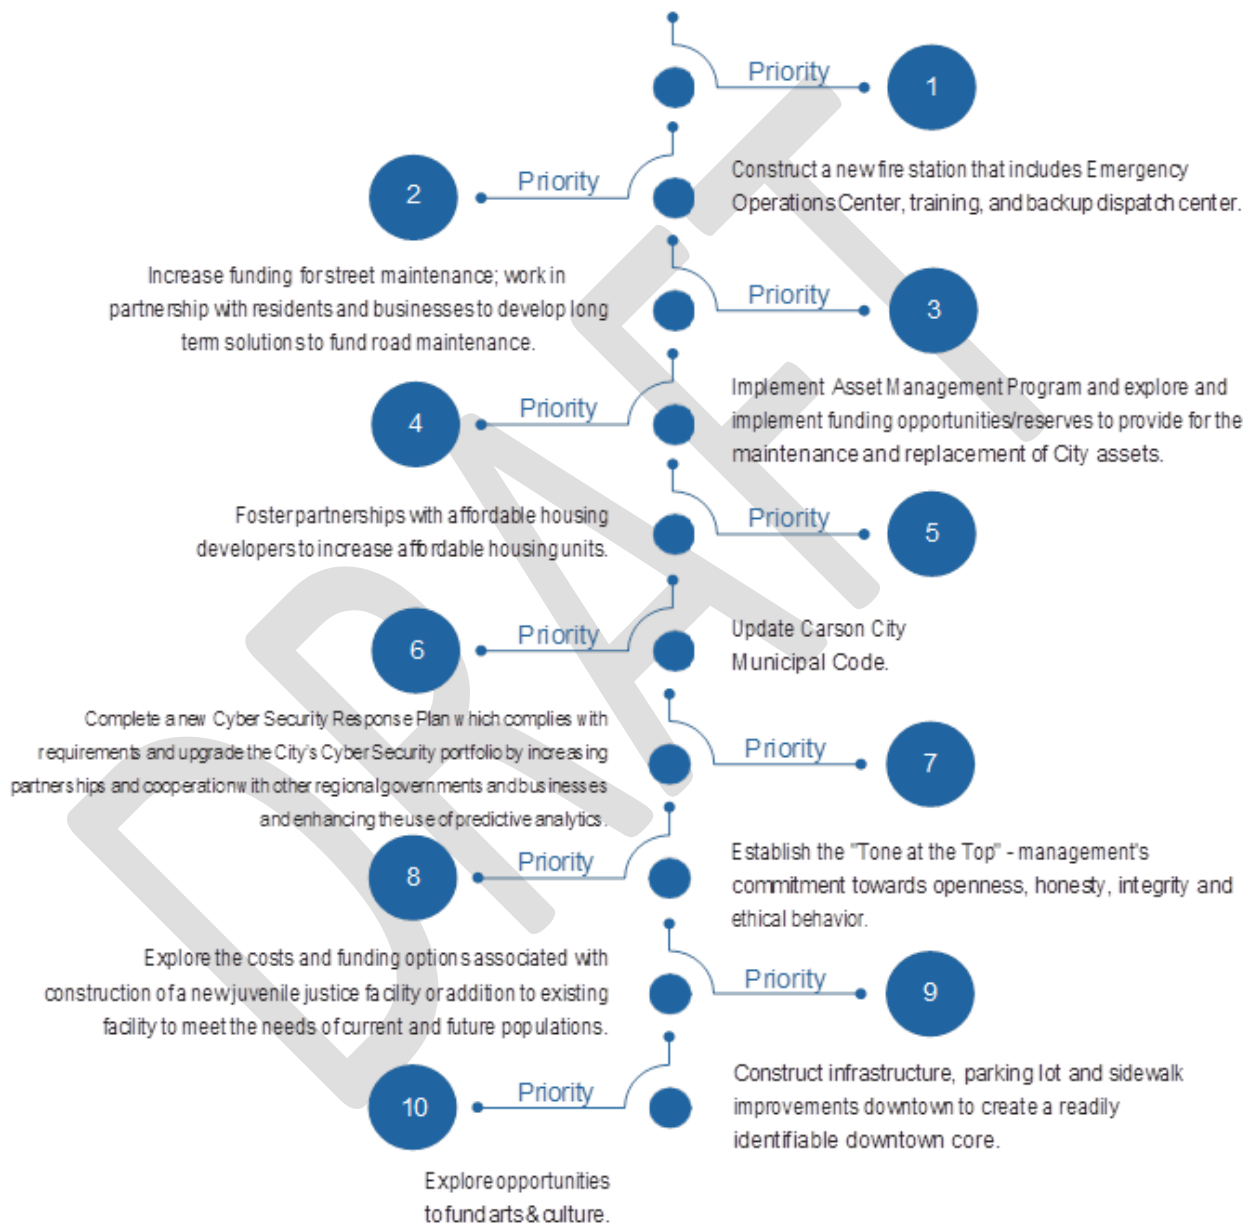 Priority
1
Construct a new fire station that includes Emergency
Operations Center, training, and backup dispatch center.
Priority
2
Increase funding for street maintenance; work in
partnership with residents and businesses to develop long
term solutions to fund road maintenance.
Priority
3
Implement Asset Management Program and explore and
implement funding opportunities/reserves to provide for the
maintenance and replacement of City assets.
Priority
4
Foster partnerships with affordable housing
developers to increase affordable housing units.
Priority
5
Update Carson City
Municipal Code.
Priority
6
Complete a new Cyber Security Response Plan which complies with
requirements and upgrade the City's Cyber Security portfolio by increasing
partnerships and cooperation with other regional governments and businesses
and enhancing the use of predictive analytics.
Priority
7
Establish the "Tone at the Top" - management's
commitment towards openness, honesty, integrity and
ethical behavior.
Priority
8
Explore the costs and funding options associated with
construction of a new juvenile justice facility or addition to existing
facility to meet the needs of current and future populations.
Priority
9
Construct infrastructure, parking lot and sidewalk
improvements downtown to create a readily
identifiable downtown core.
Priority
10
Explore opportunities
to fund arts & culture.
DRAFT